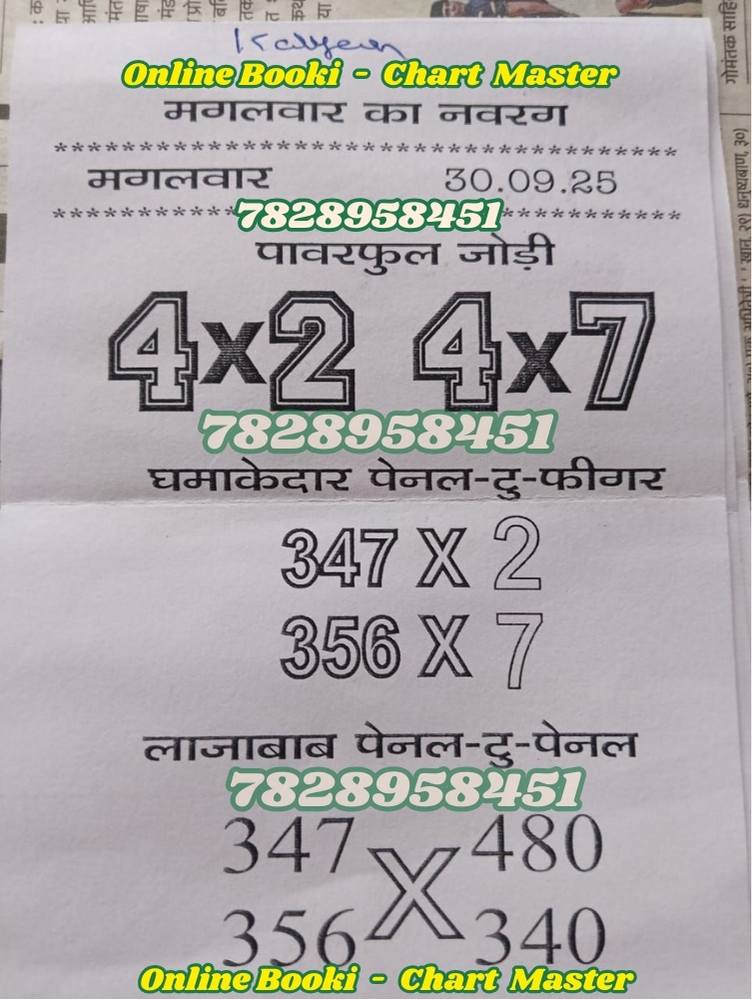 Kalyan
Online Booki - Chart Master
मगलवार का नवरग
*************************************
मगलवार 30.09.25
7828958451
पावरफुल जोड़ी
4x2 4x7
7828958451
घमाकेदार पेनल-टु-फीगर
347 X 2
356 X 7
लाजाबाब पेनल-टु-पेनल
7828958451
347 X 480
356 340
Online Booki - Chart Master